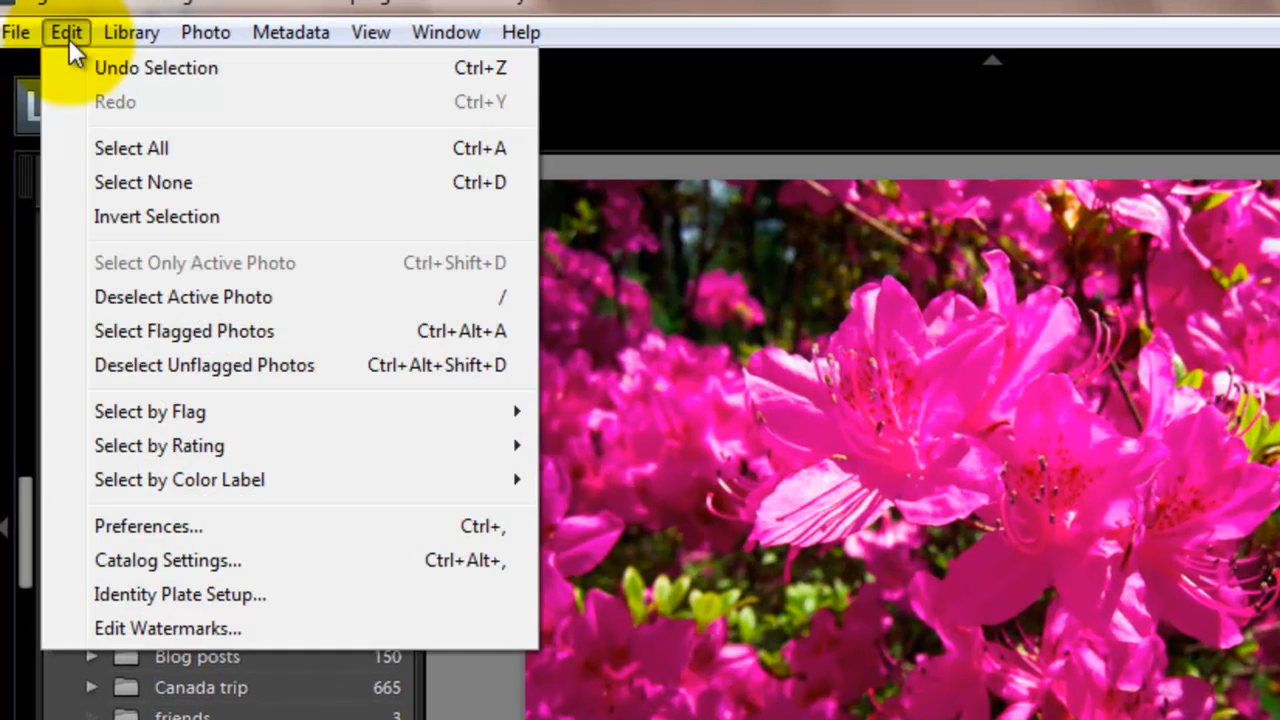 File Edit Library Photo Metadata View Window Help
Undo Selection Ctrl+Z
Redo Ctrl+Y
Select All Ctrl+A
Select None Ctrl+D
Invert Selection
Select Only Active Photo Ctrl+Shift+D
Deselect Active Photo /
Select Flagged Photos Ctrl+Alt+A
Deselect Unflagged Photos Ctrl+Alt+Shift+D
Select by Flag
Select by Rating
Select by Color Label
Preferences... Ctrl+,
Catalog Settings... Ctrl+Alt+,
Identity Plate Setup...
Edit Watermarks...
Blog posts 150
Canada trip 665
friends 3